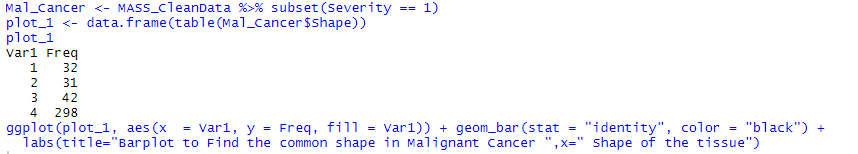 Mal_Cancer <- MASS_CleanData %>% subset(Severity == 1)
plot_1 <- data.frame(table(Mal_Cancer$Shape))
plot_1
Var1 Freq
1 32
2 31
3 42
4 298
ggplot(plot_1, aes(x  = Var1, y = Freq, fill = Var1)) + geom_bar(stat = "identity", color = "black") +
  labs(title="Barplot to Find the common shape in Malignant Cancer ",x=" Shape of the tissue")